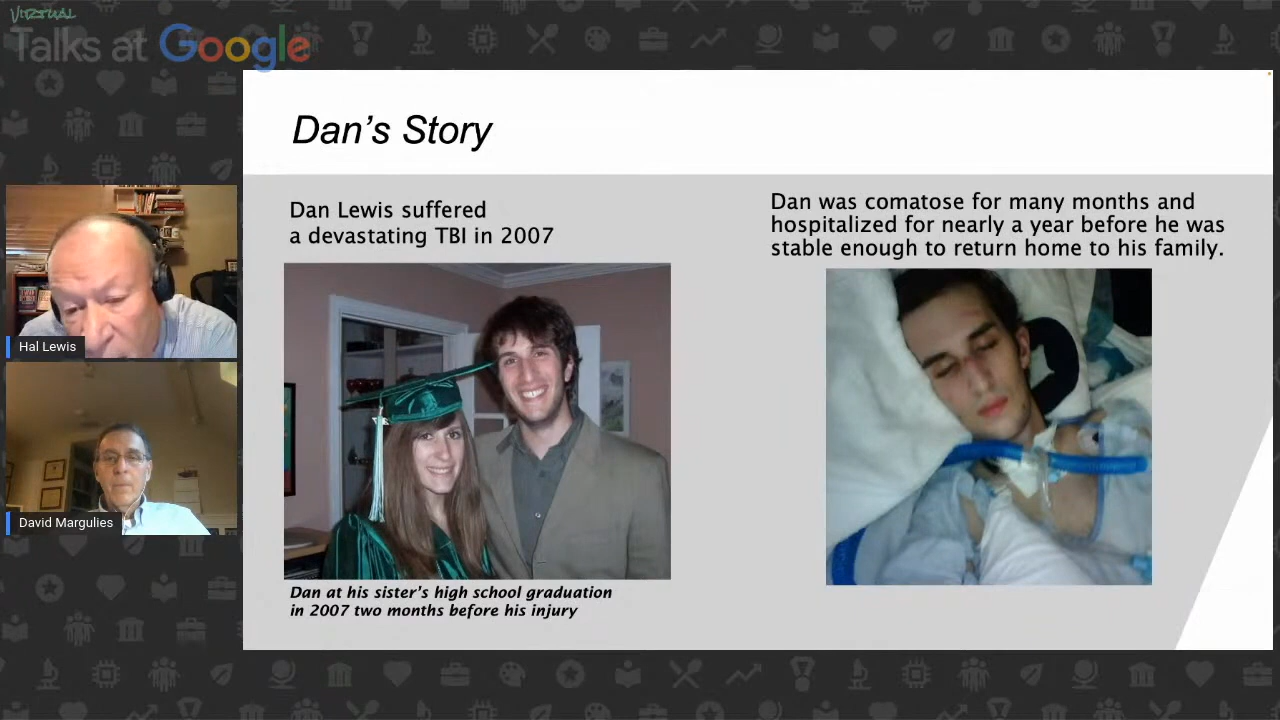 VIRTUAL
Talks at Google
Dan's Story
Dan Lewis suffered
a devastating TBI in 2007
Dan was comatose for many months and
hospitalized for nearly a year before he was
stable enough to return home to his family.
Hal Lewis
David Margulies
Dan at his sister's high school graduation
in 2007 two months before his injury